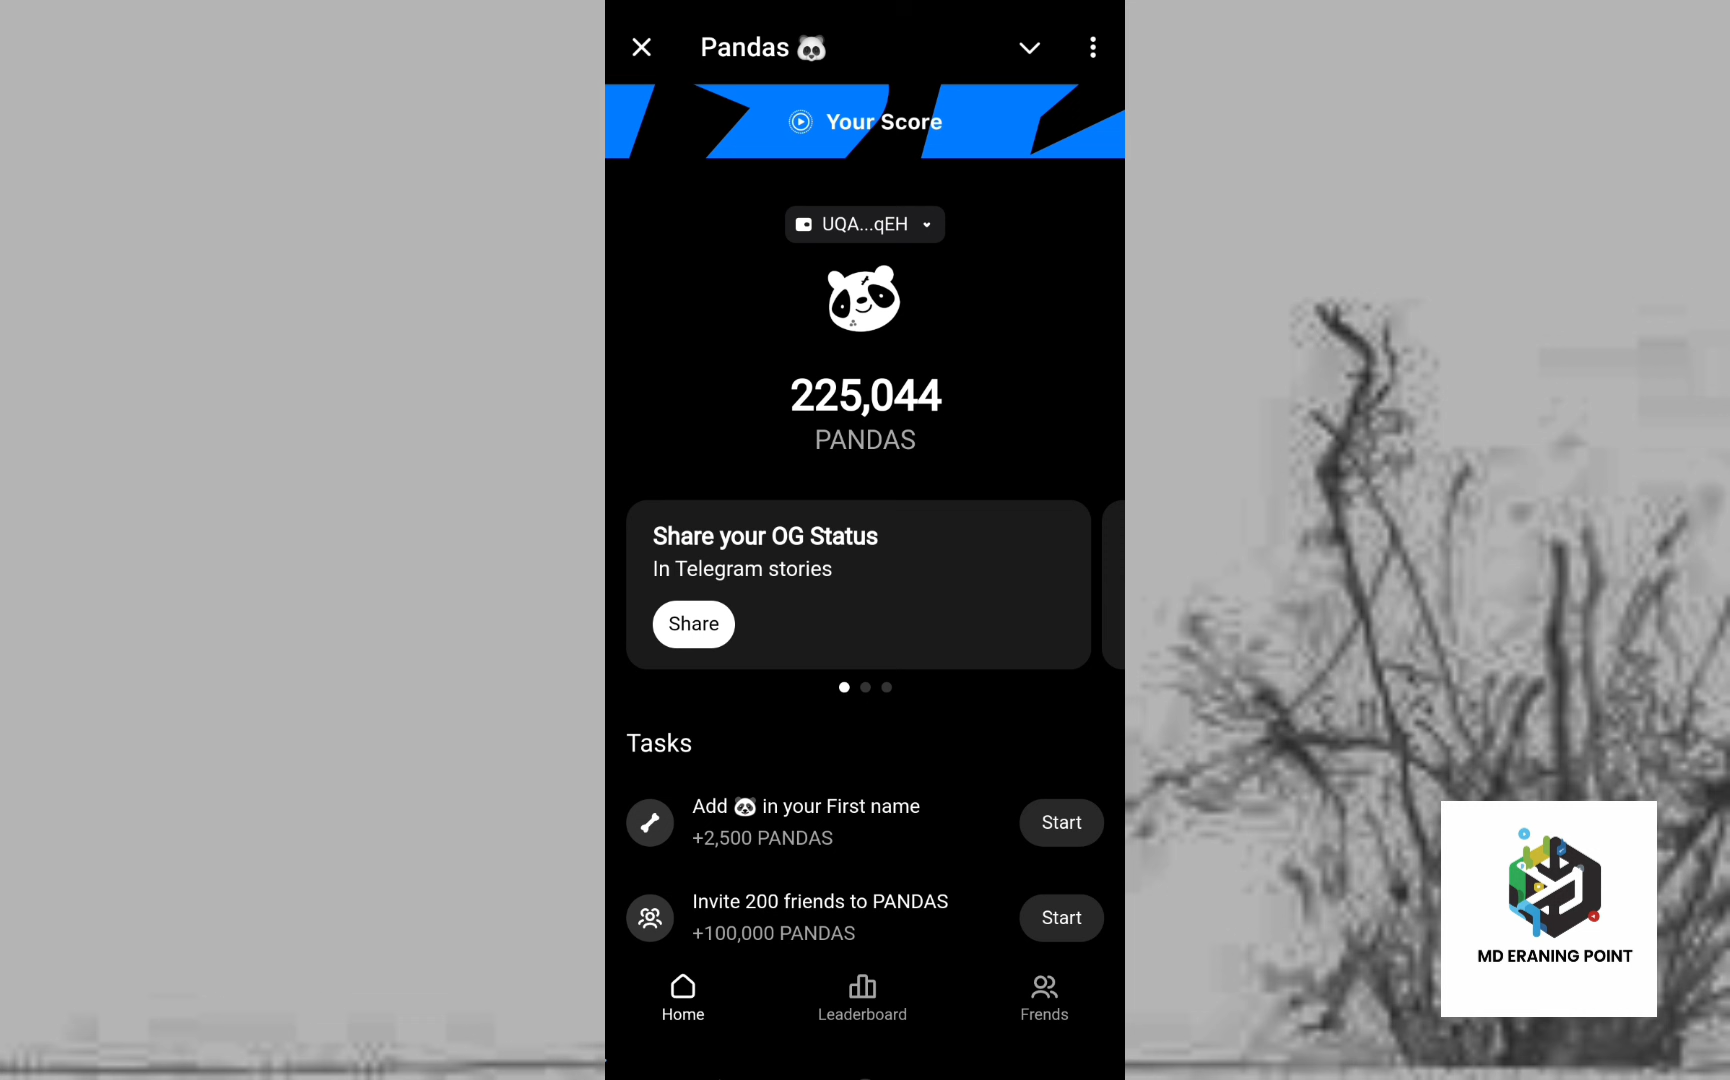 Pandas 🐼
Your Score
UQA...qEH
225,044
PANDAS
Share your OG Status
In Telegram stories
Share
Tasks
Add 🐼 in your First name
+2,500 PANDAS
Start
Invite 200 friends to PANDAS
+100,000 PANDAS
Start
Home
Leaderboard
Frends
MD ERANING POINT